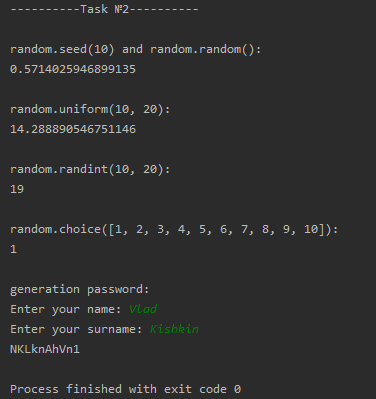 ----------Task №2----------
random.seed(10) and random.random():
0.5714025946899135
random.uniform(10, 20):
14.288890546751146
random.randint(10, 20):
19
random.choice([1, 2, 3, 4, 5, 6, 7, 8, 9, 10]):
1
generation password:
Enter your name: Vlad
Enter your surname: Kishkin
NKLknAhVn1
Process finished with exit code 0